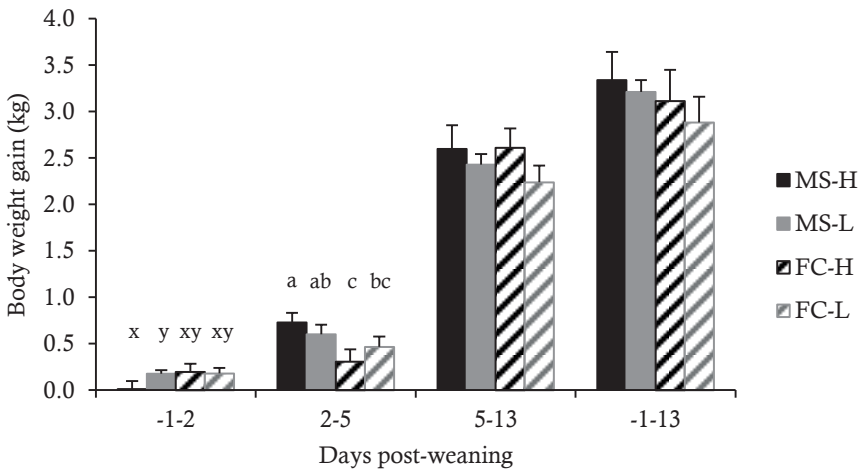 4.0
3.5
3.0
2.5
2.0
1.5
1.0
0.5
0.0
Body weight gain (kg)
x y xy xy
a ab c bc
-1-2 2-5 5-13 -1-13
Days post-weaning
MS-H
MS-L
FC-H
FC-L